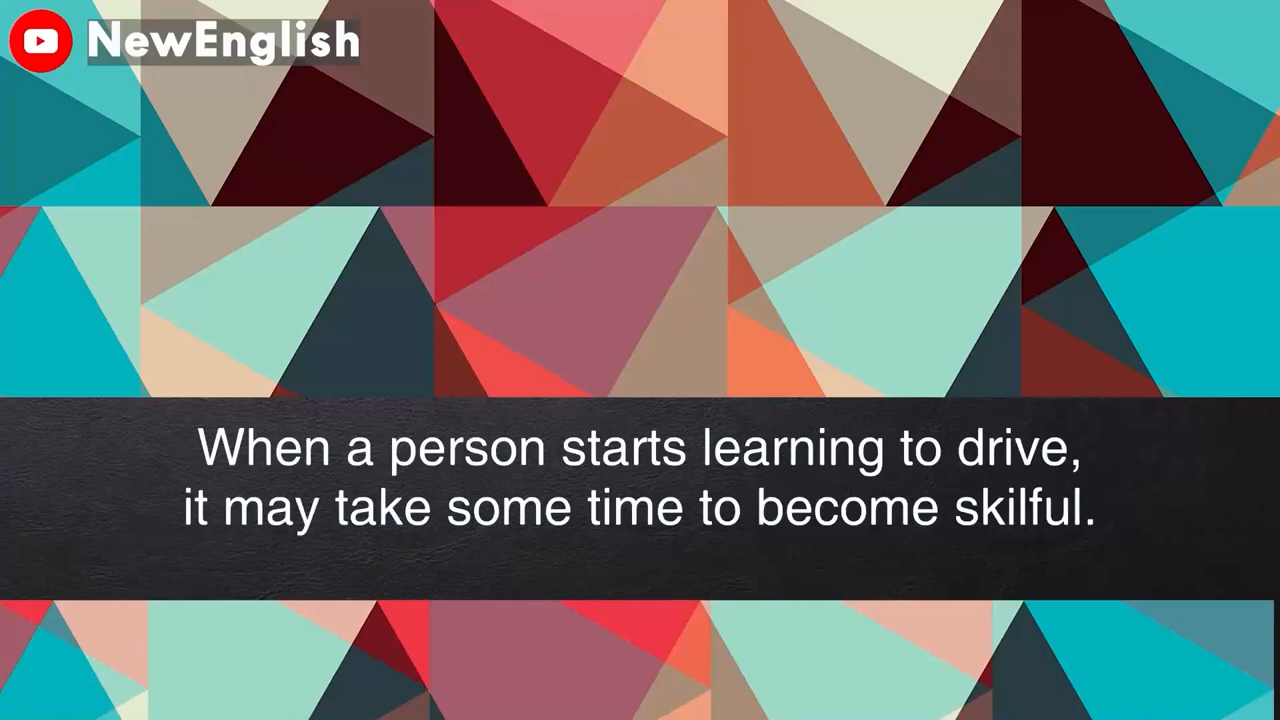 NewEnglish
When a person starts learning to drive,
it may take some time to become skilful.